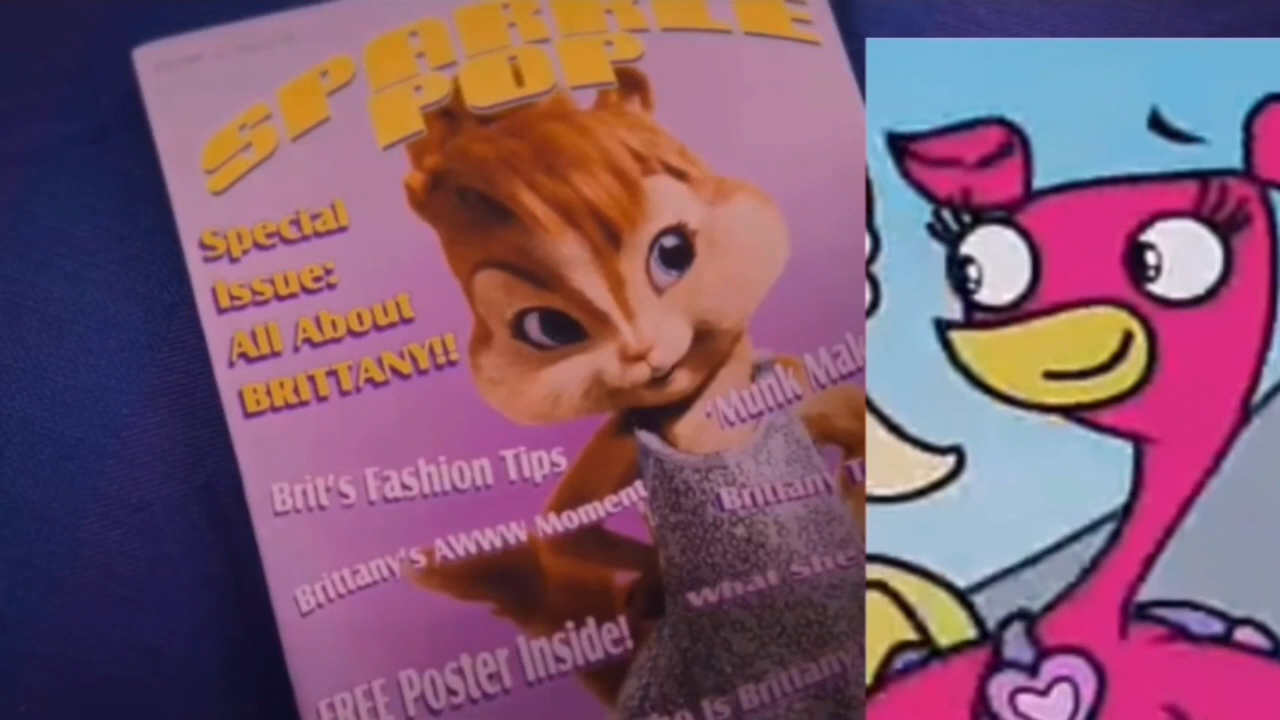 SPARKLE
POP
Special
Issue:
All About
BRITTANY!!
'Munk
Brit's Fashion Tips
Brittany
Brittany's AWWW Moment
What She
FREE Poster Inside!
Is Brittany